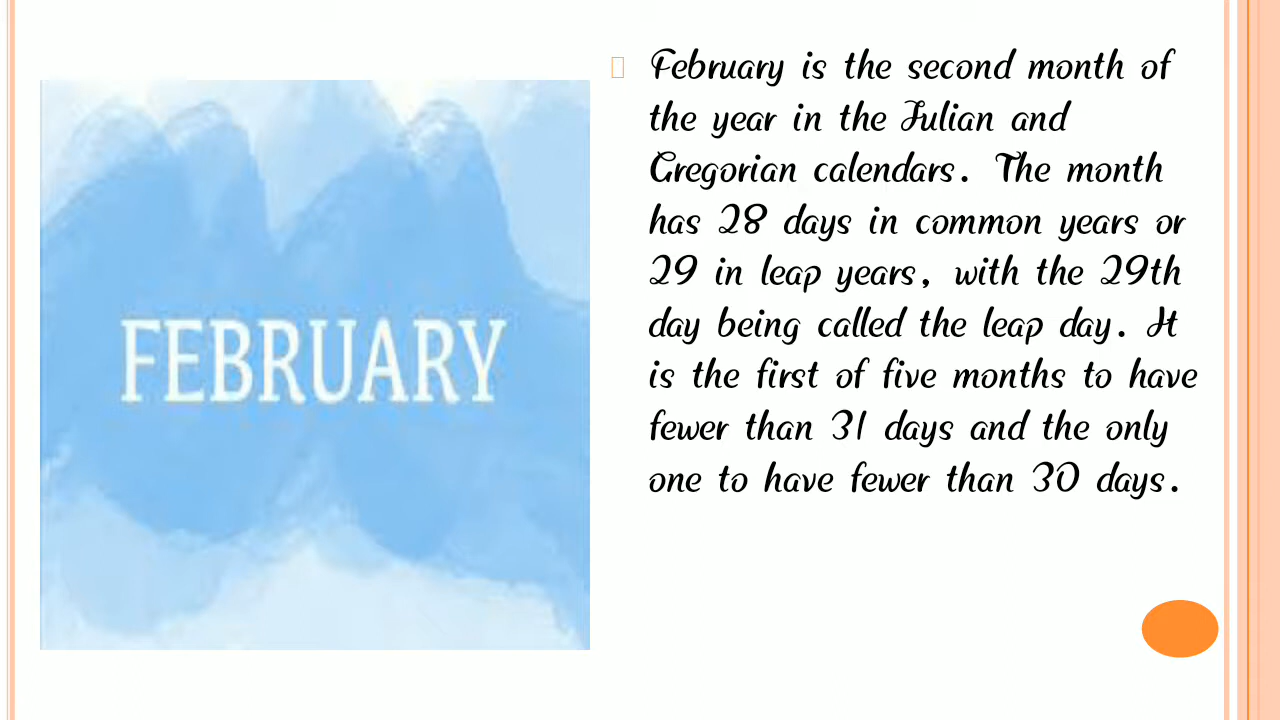 FEBRUARY
February is the second month of
the year in the Julian and
Gregorian calendars. The month
has 28 days in common years or
29 in leap years, with the 29th
day being called the leap day. It
is the first of five months to have
fewer than 31 days and the only
one to have fewer than 30 days.